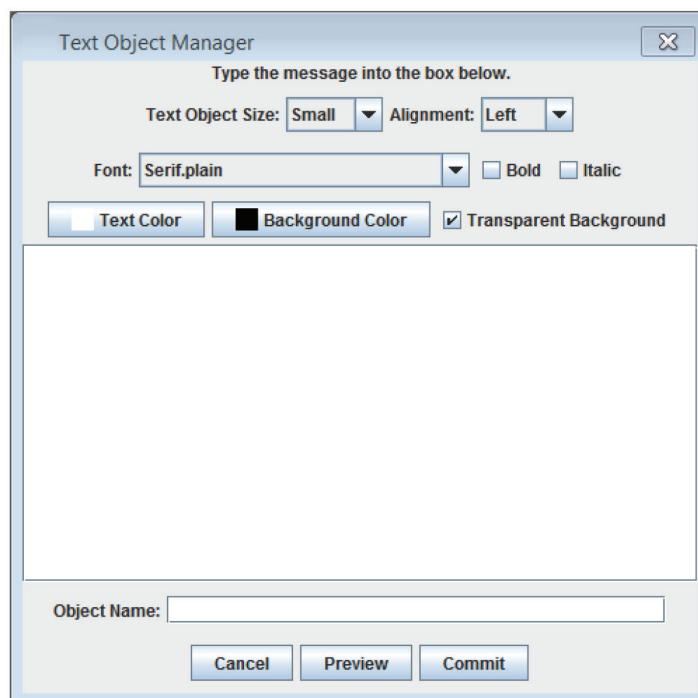 Text Object Manager
Type the message into the box below.
Text Object Size: Small Alignment: Left
Font: Serif.plain Bold Italic
Text Color Background Color Transparent Background
Object Name:
Cancel Preview Commit